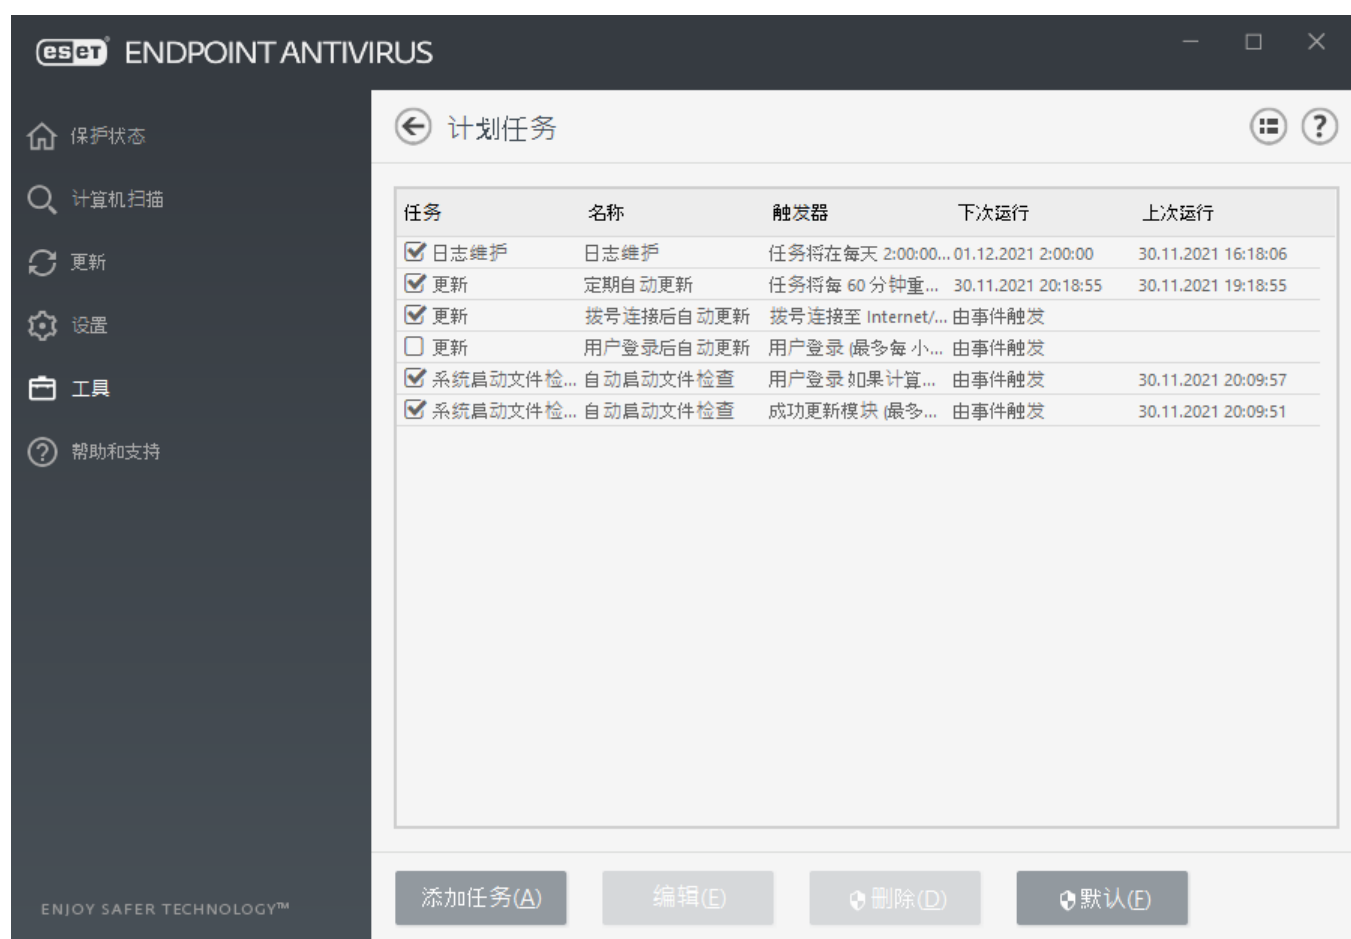 eset ENDPOINT ANTIVIRUS
保护状态
计算机扫描
更新
设置
工具
帮助和支持
ENJOY SAFER TECHNOLOGY™
计划任务
任务 名称 触发器 下次运行 上次运行
日志维护 日志维护 任务将在每天 2:00:00... 01.12.2021 2:00:00 30.11.2021 16:18:06
更新 定期自动更新 任务将每 60 分钟重... 30.11.2021 20:18:55 30.11.2021 19:18:55
更新 拨号连接后自动更新 拨号连接至 Internet/... 由事件触发
更新 用户登录后自动更新 用户登录 (最多每 小... 由事件触发
系统启动文件检... 自动启动文件检查 用户登录 如果计算... 由事件触发 30.11.2021 20:09:57
系统启动文件检... 自动启动文件检查 成功更新模块 (最多... 由事件触发 30.11.2021 20:09:51
添加任务(A) 编辑(E) 删除(D) 默认(F)